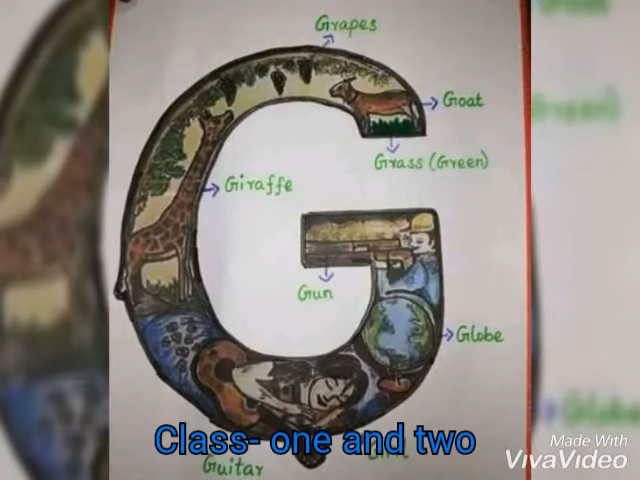 Grapes
Goat
Grass (Green)
Giraffe
Gun
Globe
Class- one and two
Guitar
Made With
VivaVideo